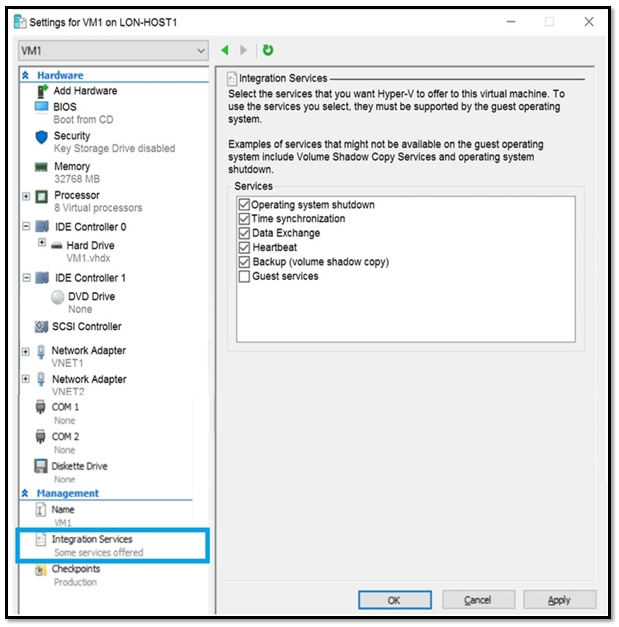 Settings for VM1 on LON-HOST1
VM1
Hardware
Add Hardware
BIOS
Boot from CD
Security
Key Storage Drive disabled
Memory
32768 MB
Processor
8 Virtual processors
IDE Controller 0
Hard Drive
VM1.vhdx
IDE Controller 1
DVD Drive
None
SCSI Controller
Network Adapter
VNET1
Network Adapter
VNET2
COM 1
None
COM 2
None
Diskette Drive
None
Management
Name
VM1
Integration Services
Some services offered
Checkpoints
Production
Integration Services
Select the services that you want Hyper-V to offer to this virtual machine. To
use the services you select, they must be supported by the guest operating
system.
Examples of services that might not be available on the guest operating
system include Volume Shadow Copy Services and operating system
shutdown.
Services
Operating system shutdown
Time synchronization
Data Exchange
Heartbeat
Backup (volume shadow copy)
Guest services
OK
Cancel
Apply